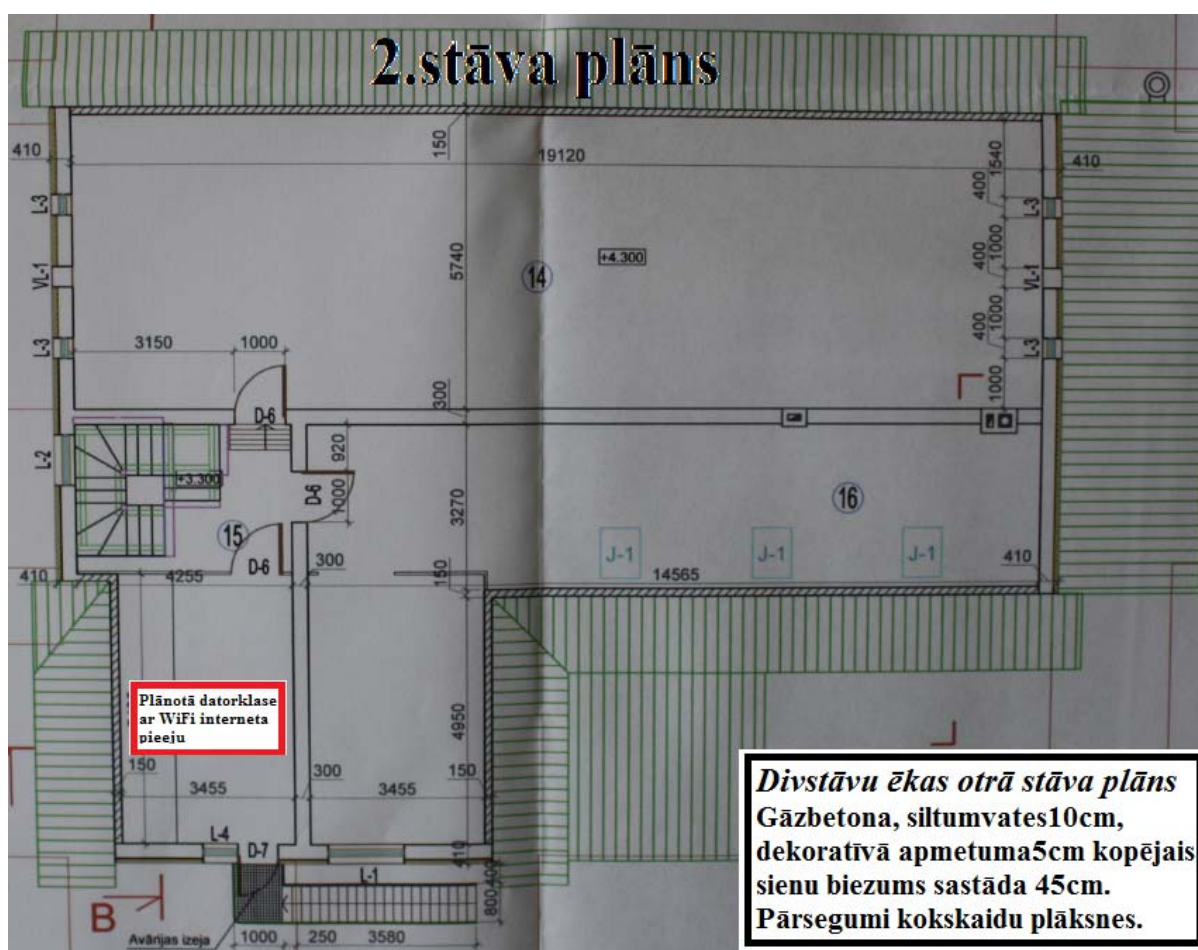 2.stāva plāns
410
150
19120
1540
410
400
L-3
L-3
1000
5740
+4.300
400
VL-1
14
VL-1
1000
3150
1000
400
L-3
L-3
300
1000
D-6
920
L-2
+3.300
1000
D-6
3270
16
15
J-1
J-1
J-1
410
410
4255
D-6
300
150
14565
Plānotā datorklase
ar WiFi interneta
pieeju
4950
150
300
150
3455
3455
L-4
D-7
410
L-1
400
800
B
Avārijas izeja
1000
250
3580
Divstāvu ēkas otrā stāva plāns
Gāzbetona, siltumvates10cm,
dekoratīvā apmetuma5cm kopējais
sienu biezums sastāda 45cm.
Pārsegumi kokskaidu plāksnes.